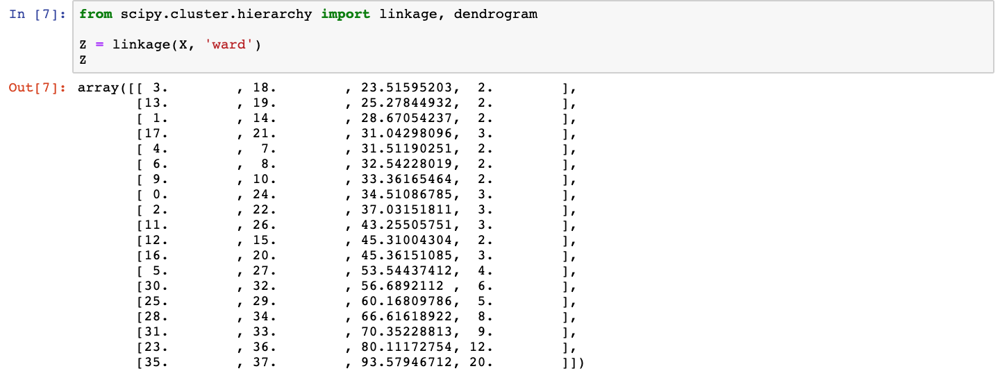 In [7]: from scipy.cluster.hierarchy import linkage, dendrogram
Z = linkage(X, 'ward')
Z
Out[7]: array([[ 3.        , 18.        , 23.51595203,  2.        ],
       [13.        , 19.        , 25.27844932,  2.        ],
       [ 1.        , 14.        , 28.67054237,  2.        ],
       [17.        , 21.        , 31.04298096,  3.        ],
       [ 4.        ,  7.        , 31.51190251,  2.        ],
       [ 6.        ,  8.        , 32.54228019,  2.        ],
       [ 9.        , 10.        , 33.36165464,  2.        ],
       [ 0.        , 24.        , 34.51086785,  3.        ],
       [ 2.        , 22.        , 37.03151811,  3.        ],
       [11.        , 26.        , 43.25505751,  3.        ],
       [12.        , 15.        , 45.31004304,  2.        ],
       [16.        , 20.        , 45.36151085,  3.        ],
       [ 5.        , 27.        , 53.54437412,  4.        ],
       [30.        , 32.        , 56.6892112 ,  6.        ],
       [25.        , 29.        , 60.16809786,  5.        ],
       [28.        , 34.        , 66.61618922,  8.        ],
       [31.        , 33.        , 70.35228813,  9.        ],
       [23.        , 36.        , 80.11172754, 12.        ],
       [35.        , 37.        , 93.57946712, 20.        ]])